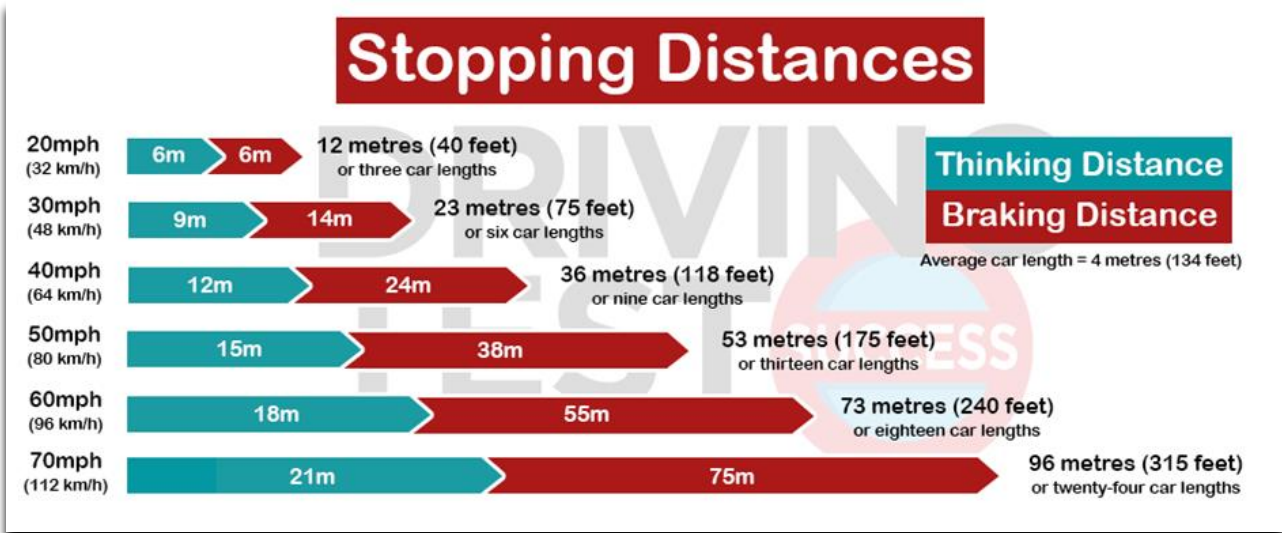 Stopping Distances
20mph
(32 km/h)
6m
6m
12 metres (40 feet)
or three car lengths
30mph
(48 km/h)
9m
14m
23 metres (75 feet)
or six car lengths
40mph
(64 km/h)
12m
24m
36 metres (118 feet)
or nine car lengths
50mph
(80 km/h)
15m
38m
53 metres (175 feet)
or thirteen car lengths
60mph
(96 km/h)
18m
55m
73 metres (240 feet)
or eighteen car lengths
70mph
(112 km/h)
21m
75m
96 metres (315 feet)
or twenty-four car lengths
Thinking Distance
Braking Distance
Average car length = 4 metres (134 feet)
DRIVING
TEST
SUCCESS